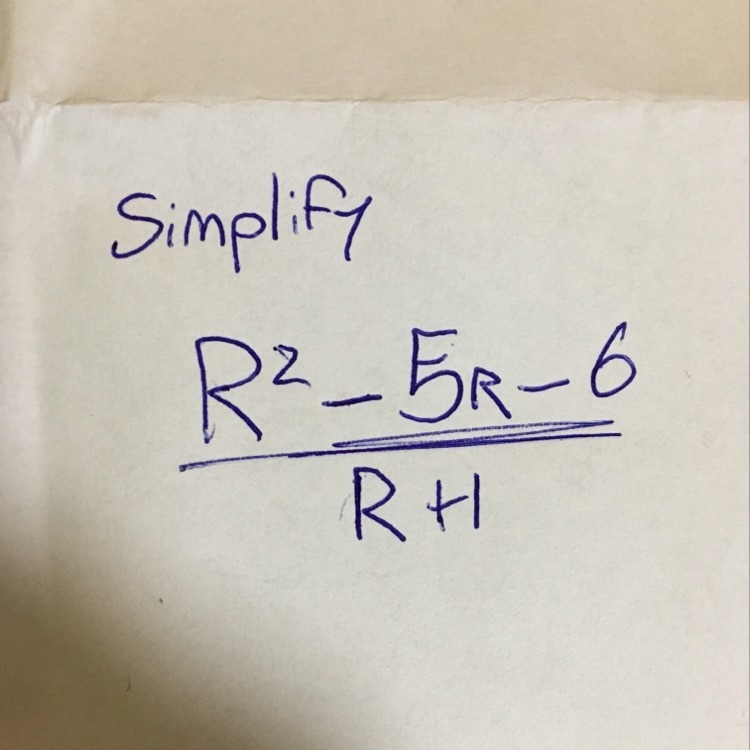 Simplify
R² - 5R - 6
R + 1